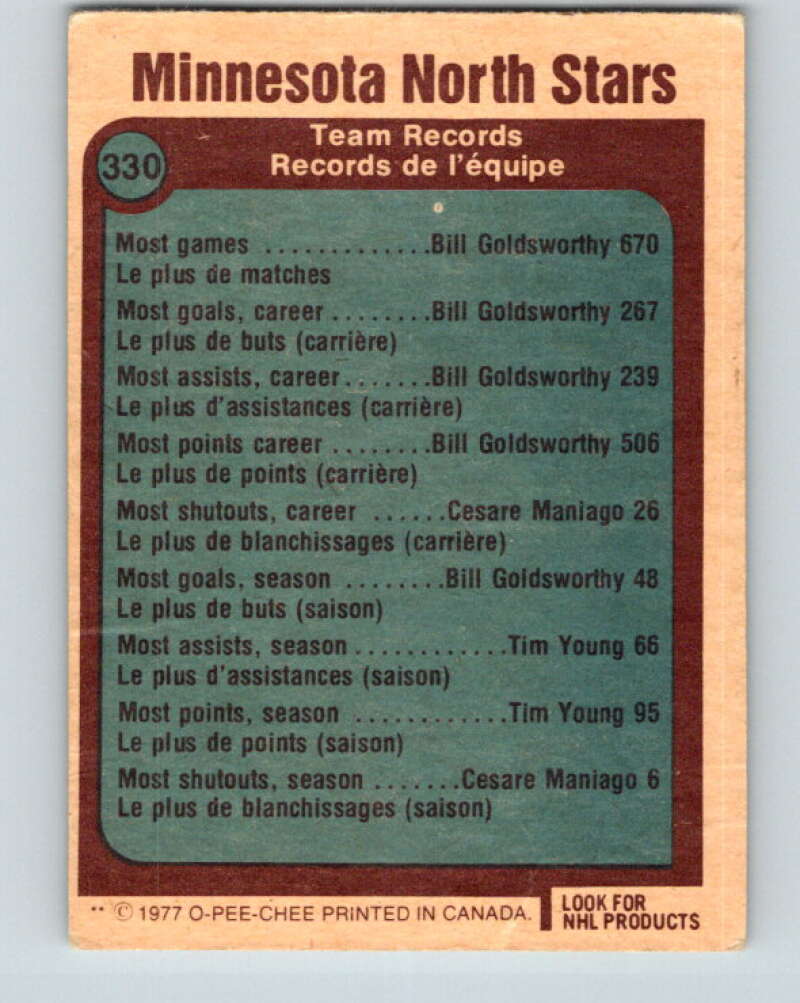 Minnesota North Stars
330
Team Records
Records de l'équipe
Most games .............Bill Goldsworthy 670
Le plus de matches
Most goals, career........Bill Goldsworthy 267
Le plus de buts (carrière)
Most assists, career.......Bill Goldsworthy 239
Le plus d'assistances (carrière)
Most points career ........Bill Goldsworthy 506
Le plus de points (carrière)
Most shutouts, career ......Cesare Maniago 26
Le plus de blanchissages (carrière)
Most goals, season ........Bill Goldsworthy 48
Le plus de buts (saison)
Most assists, season............Tim Young 66
Le plus d'assistances (saison)
Most points, season ............Tim Young 95
Le plus de points (saison)
Most shutouts, season .......Cesare Maniago 6
Le plus de blanchissages (saison)
** © 1977 O-PEE-CHEE PRINTED IN CANADA.
LOOK FOR
NHL PRODUCTS